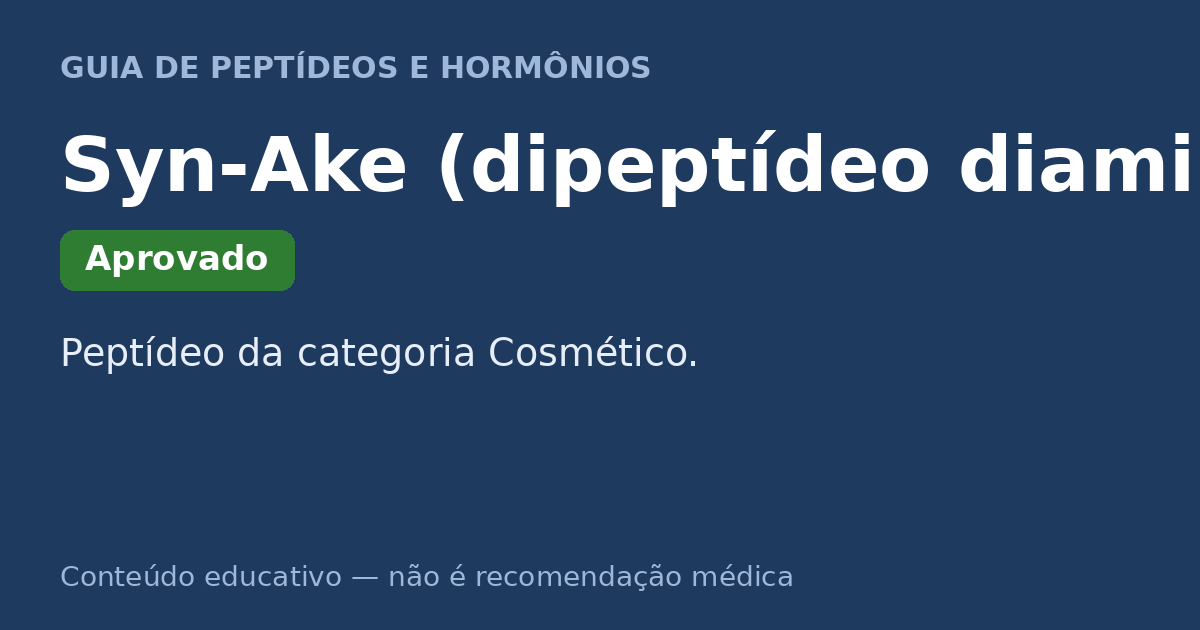 GUIA DE PEPTÍDEOS E HORMÔNIOS
Syn-Ake (dipeptídeo diami
Aprovado
Peptídeo da categoria Cosmético.
Conteúdo educativo — não é recomendação médica